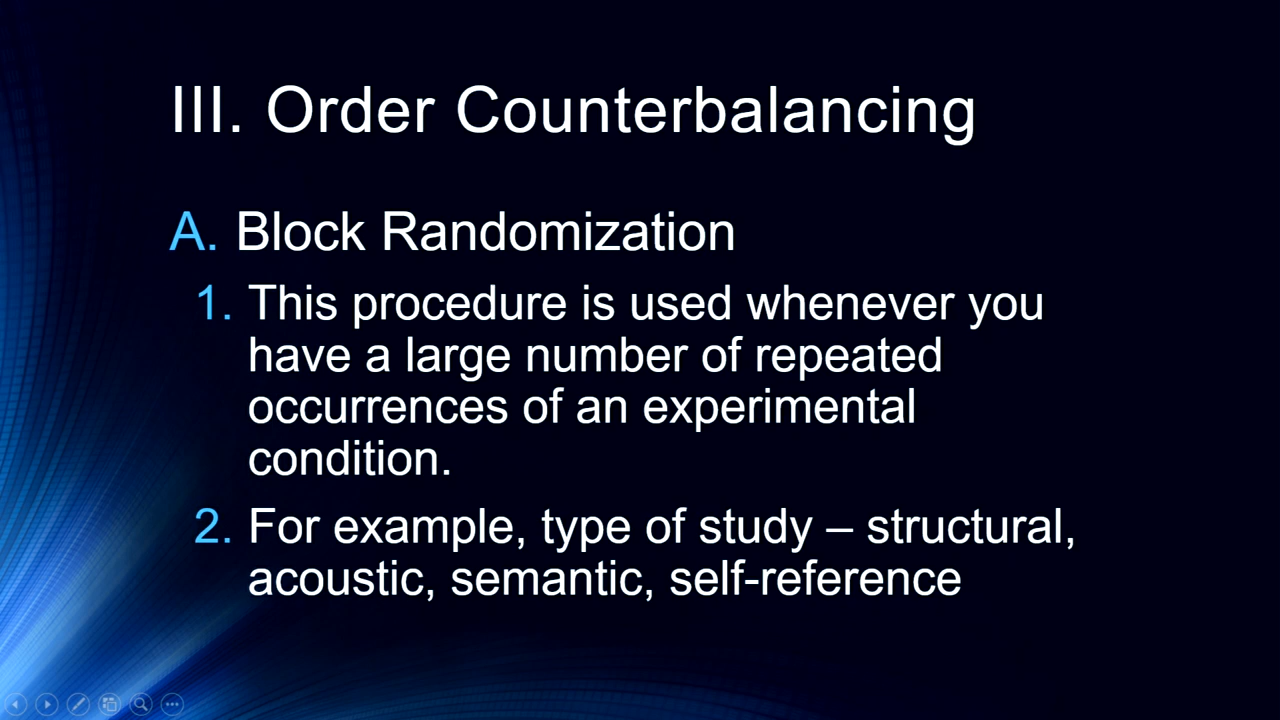 III. Order Counterbalancing
A. Block Randomization
1. This procedure is used whenever you
have a large number of repeated
occurrences of an experimental
condition.
2. For example, type of study – structural,
acoustic, semantic, self-reference